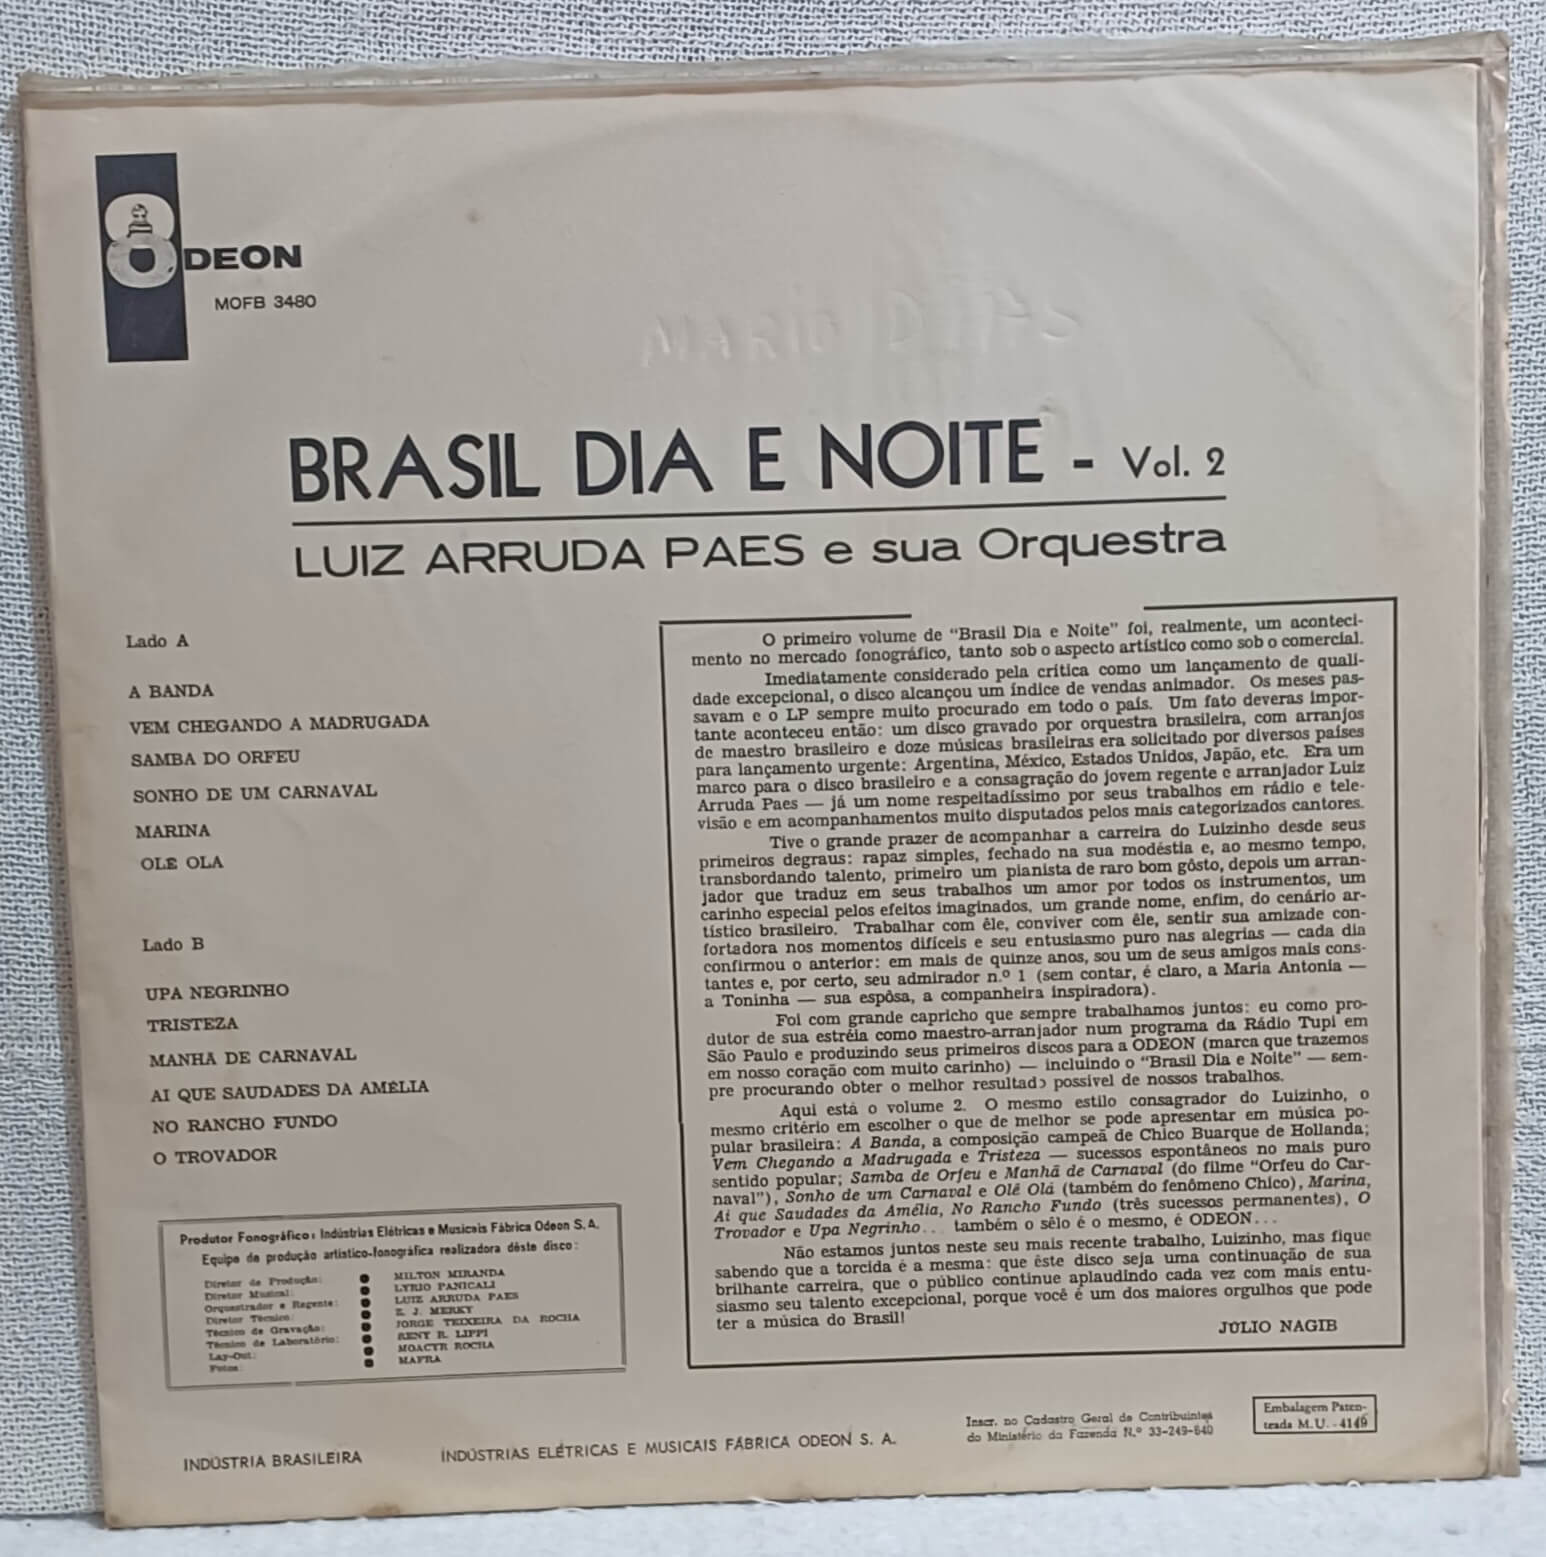 ODEON
MOFB 3480
MARIO DIAS
BRASIL DIA E NOITE - Vol. 2
LUIZ ARRUDA PAES e sua Orquestra
Lado A
A BANDA
VEM CHEGANDO A MADRUGADA
SAMBA DO ORFEU
SONHO DE UM CARNAVAL
MARINA
OLE OLA
Lado B
UPA NEGRINHO
TRISTEZA
MANHA DE CARNAVAL
AI QUE SAUDADES DA AMÉLIA
NO RANCHO FUNDO
O TROVADOR
Produtor Fonográfico: Indústrias Elétricas e Musicais Fábrica Odeon S.A.
Equipe de produção artístico-fonográfica realizadora dêste disco:
Diretor de Produção: ● MILTON MIRANDA
Diretor Musical: ● LYRIO PANICALI
Orquestrador e Regente: ● LUIZ ARRUDA PAES
Diretor Técnico: ● Z. J. MERKY
Técnico de Gravação: ● JORGE TEIXEIRA DA ROCHA
Técnico de Laboratório: ● RENY R. LIPPI
Lay-Out: ● MOACYR ROCHA
Fotos: ● MAFRA
O primeiro volume de "Brasil Dia e Noite" foi, realmente, um aconteci-
mento no mercado fonográfico, tanto sob o aspecto artístico como sob o comercial.
Imediatamente considerado pela crítica como um lançamento de quali-
dade excepcional, o disco alcançou um índice de vendas animador. Os meses pas-
savam e o LP sempre muito procurado em todo o país. Um fato deveras impor-
tante aconteceu então: um disco gravado por orquestra brasileira, com arranjos
de maestro brasileiro e doze músicas brasileiras era solicitado por diversos países
para lançamento urgente: Argentina, México, Estados Unidos, Japão, etc. Era um
marco para o disco brasileiro e a consagração do jovem regente e arranjador Luiz
Arruda Paes — já um nome respeitadíssimo por seus trabalhos em rádio e tele-
visão e em acompanhamentos muito disputados pelos mais categorizados cantores.
Tive o grande prazer de acompanhar a carreira do Luizinho desde seus
primeiros degraus: rapaz simples, fechado na sua modéstia e, ao mesmo tempo,
transbordando talento, primeiro um pianista de raro bom gôsto, depois um arran-
jador que traduz em seus trabalhos um amor por todos os instrumentos, um
carinho especial pelos efeitos imaginados, um grande nome, enfim, do cenário ar-
tístico brasileiro. Trabalhar com êle, conviver com êle, sentir sua amizade con-
fortadora nos momentos difíceis e seu entusiasmo puro nas alegrias — cada dia
confirmou o anterior: em mais de quinze anos, sou um de seus amigos mais cons-
tantes e, por certo, seu admirador n.º 1 (sem contar, é claro, a Maria Antonia —
a Toninha — sua espôsa, a companheira inspiradora).
Foi com grande capricho que sempre trabalhamos juntos: eu como pro-
dutor de sua estréia como maestro-arranjador num programa da Rádio Tupi em
São Paulo e produzindo seus primeiros discos para a ODEON (marca que trazemos
em nosso coração com muito carinho) — incluindo o "Brasil Dia e Noite" — sem-
pre procurando obter o melhor resultado possível de nossos trabalhos.
Aqui está o volume 2. O mesmo estilo consagrador do Luizinho, o
mesmo critério em escolher o que de melhor se pode apresentar em música po-
pular brasileira: A Banda, a composição campeã de Chico Buarque de Hollanda;
Vem Chegando a Madrugada e Tristeza — sucessos espontâneos no mais puro
sentido popular; Samba de Orfeu e Manhã de Carnaval (do filme "Orfeu do Car-
naval"), Sonho de um Carnaval e Olê Olá (também do fenômeno Chico), Marina,
Ai que Saudades da Amélia, No Rancho Fundo (três sucessos permanentes), O
Trovador e Upa Negrinho... também o sêlo é o mesmo, é ODEON...
Não estamos juntos neste seu mais recente trabalho, Luizinho, mas fique
sabendo que a torcida é a mesma: que êste disco seja uma continuação de sua
brilhante carreira, que o público continue aplaudindo cada vez com mais entu-
siasmo seu talento excepcional, porque você é um dos maiores orgulhos que pode
ter a música do Brasil!
JÚLIO NAGIB
INDÚSTRIA BRASILEIRA
INDÚSTRIAS ELÉTRICAS E MUSICAIS FÁBRICA ODEON S. A.
Inscr. no Cadastro Geral de Contribuintes
do Ministério da Fazenda N.º 33-249-640
Embalagem Paten-
teada M.U. - 4149